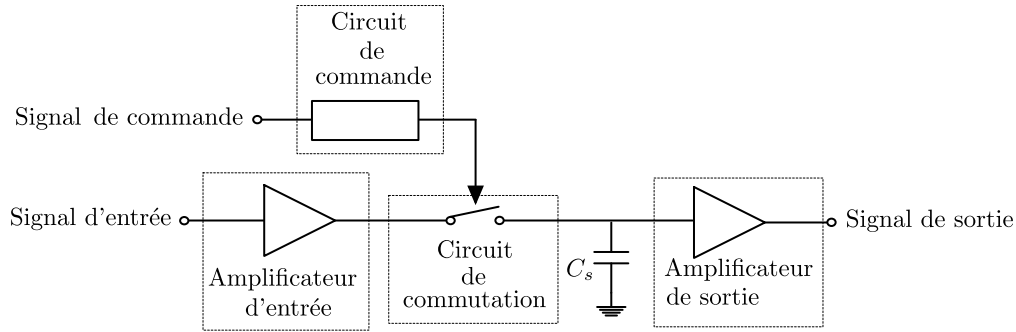 Circuit
de
commande
Signal de commande
Signal d'entrée
Amplificateur
d'entrée
Circuit
de
commutation
C_s
Amplificateur
de sortie
Signal de sortie